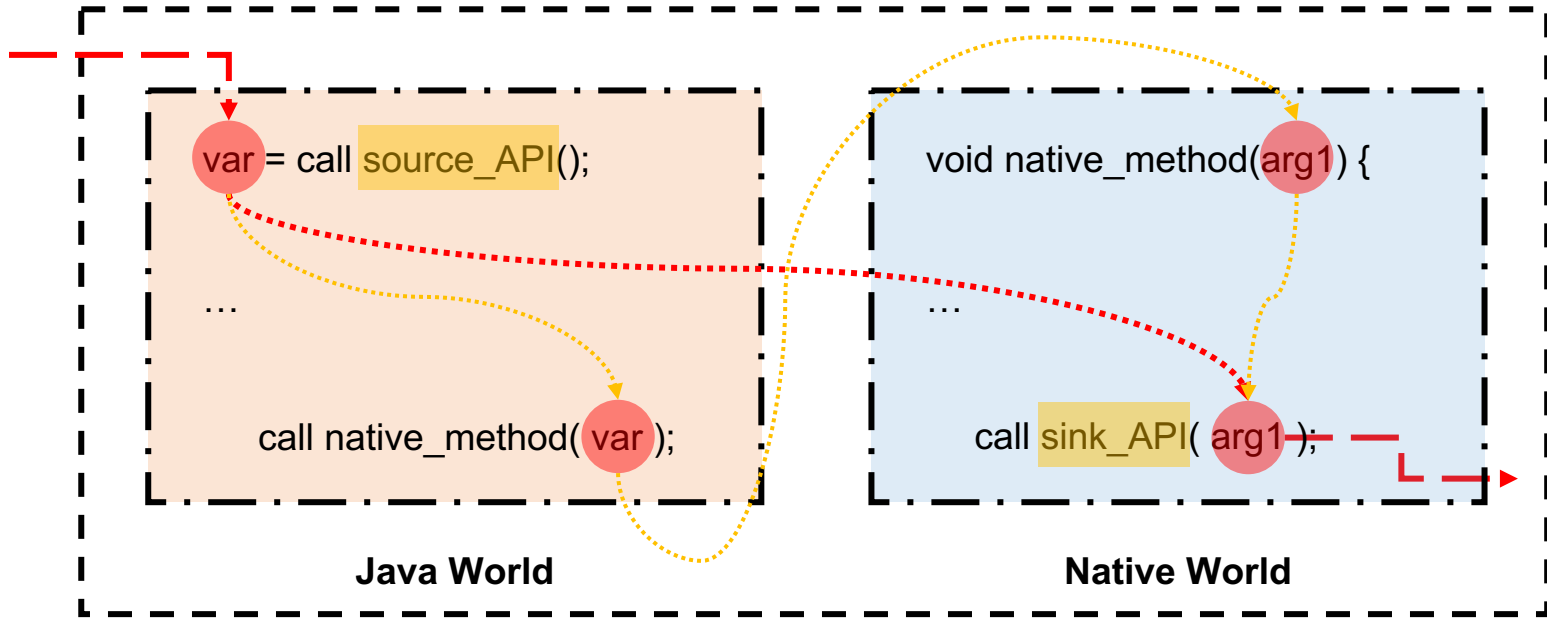 var = call source_API();
…
call native_method( var );
Java World
void native_method(arg1) {
…
call sink_API( arg1 );
Native World